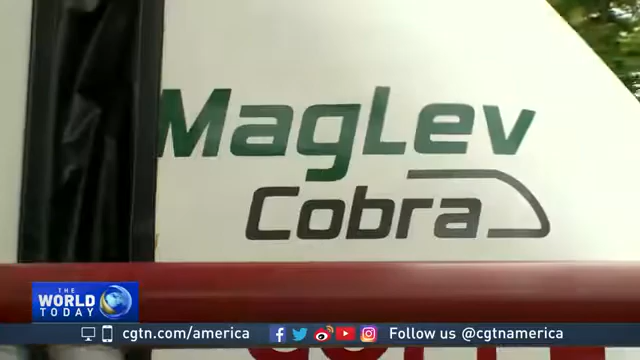 MagLev
Cobra
THE
WORLD
TODAY
cgtn.com/america
Follow us @cgtnamerica